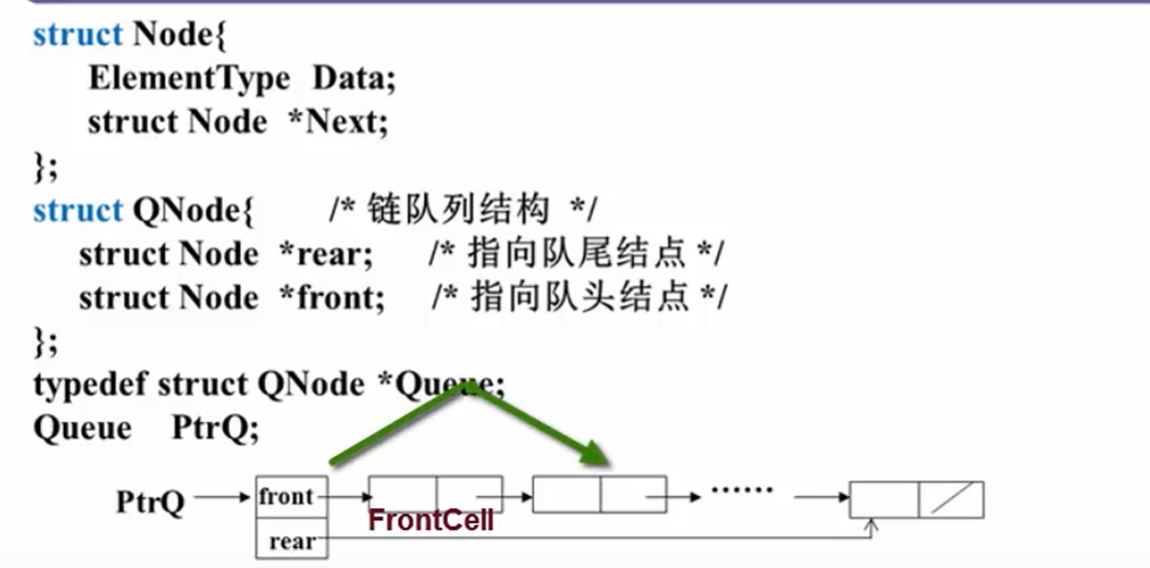 struct Node{
ElementType Data;
struct Node *Next;
};
struct QNode{ /* 链队列结构 */
struct Node *rear; /* 指向队尾结点 */
struct Node *front; /* 指向队头结点 */
};
typedef struct QNode *Queue;
Queue PtrQ;
PtrQ front ......
FrontCell
rear